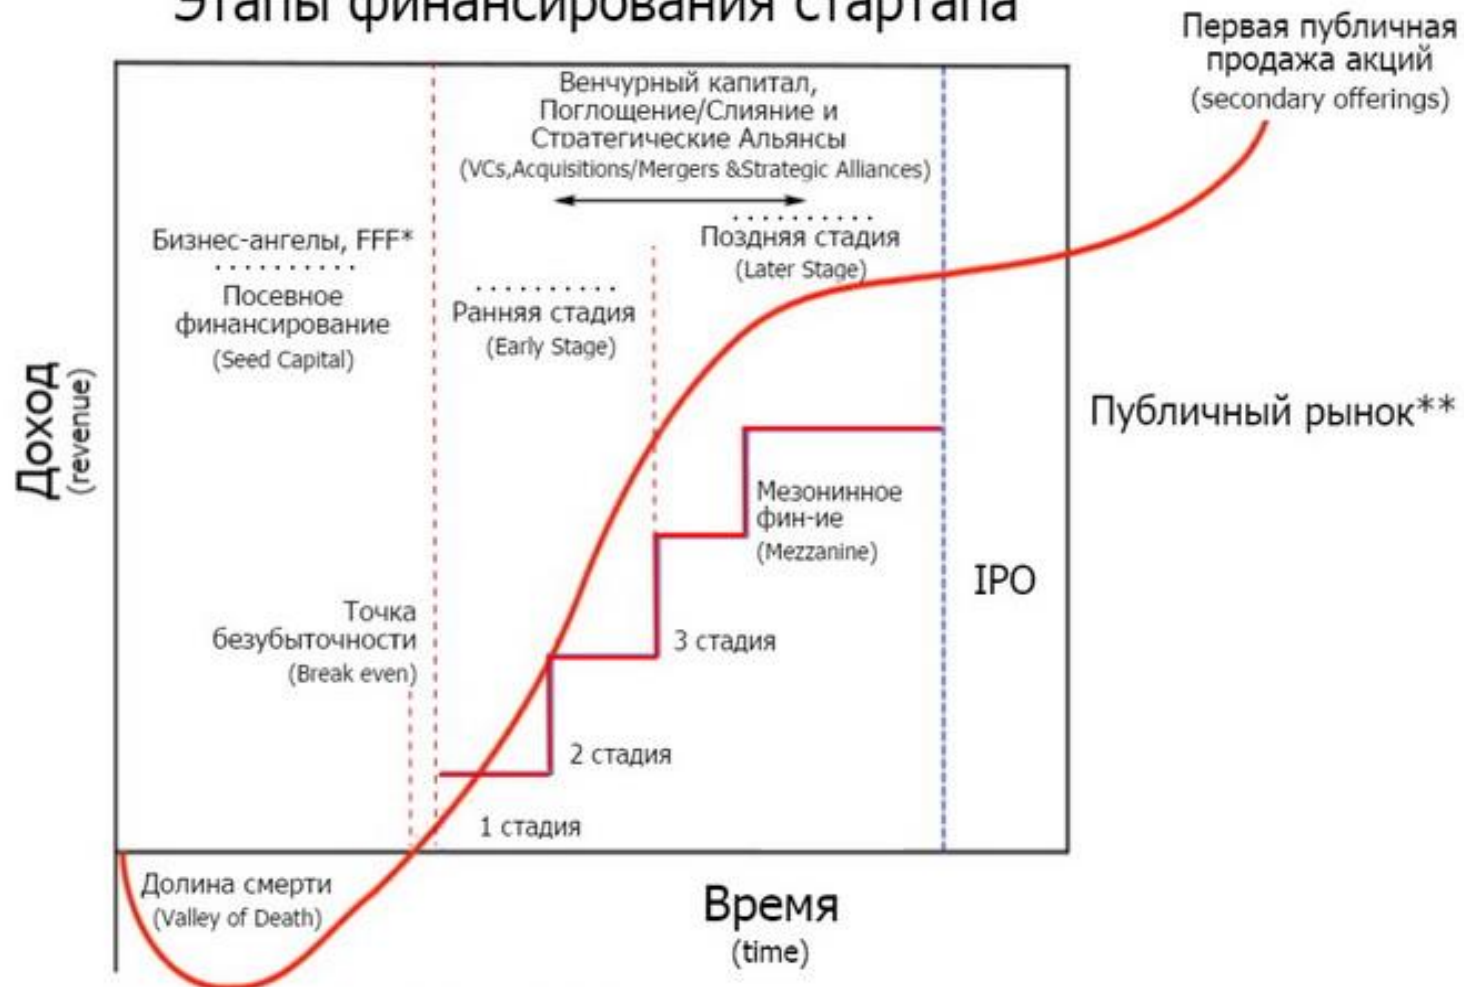 Этапы финансирования стартапа
Первая публичная
продажа акций
(secondary offerings)
Венчурный капитал,
Поглощение/Слияние и
Стратегические Альянсы
(VCs,Acquisitions/Mergers &Strategic Alliances)
Бизнес-ангелы, FFF*
Посевное
финансирование
(Seed Capital)
Ранняя стадия
(Early Stage)
Поздняя стадия
(Later Stage)
Доход
(revenue)
Публичный рынок**
Мезонинное
фин-ие
(Mezzanine)
IPO
Точка
безубыточности
(Break even)
3 стадия
2 стадия
1 стадия
Долина смерти
(Valley of Death)
Время
(time)